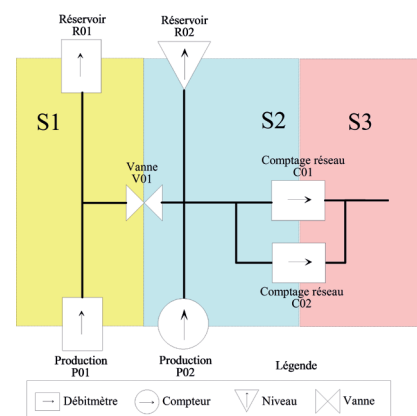 Réservoir
R01
Réservoir
R02
S1
S2
S3
Vanne
V01
Comptage réseau
C01
Comptage réseau
C02
Production
P01
Production
P02
Légende
Débitmètre
Compteur
Niveau
Vanne